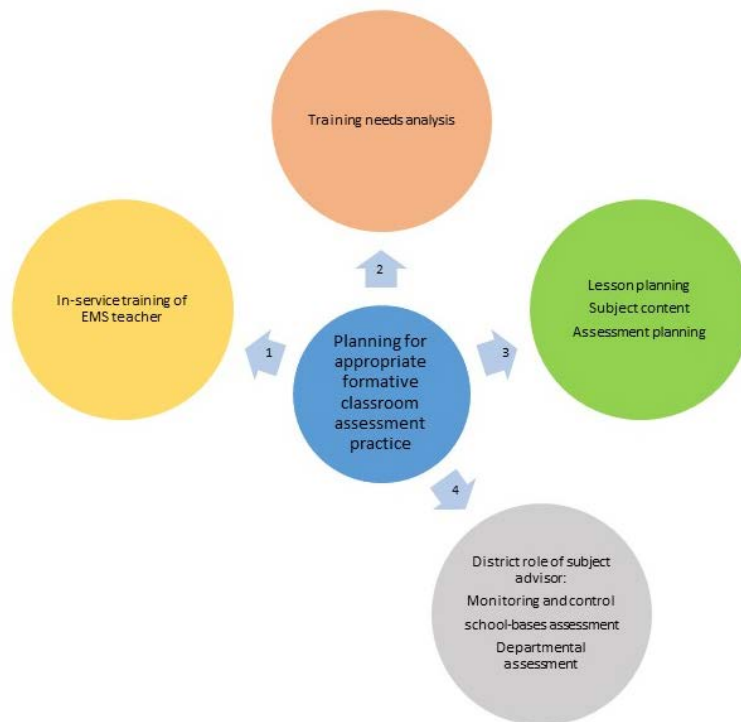 Training needs analysis
In-service training of
EMS teacher
2
Lesson planning
Subject content
Assessment planning
1
Planning for
appropriate
formative
classroom
assessment
practice
3
4
District role of subject
advisor:
Monitoring and control
school-bases assessment
Departmental
assessment